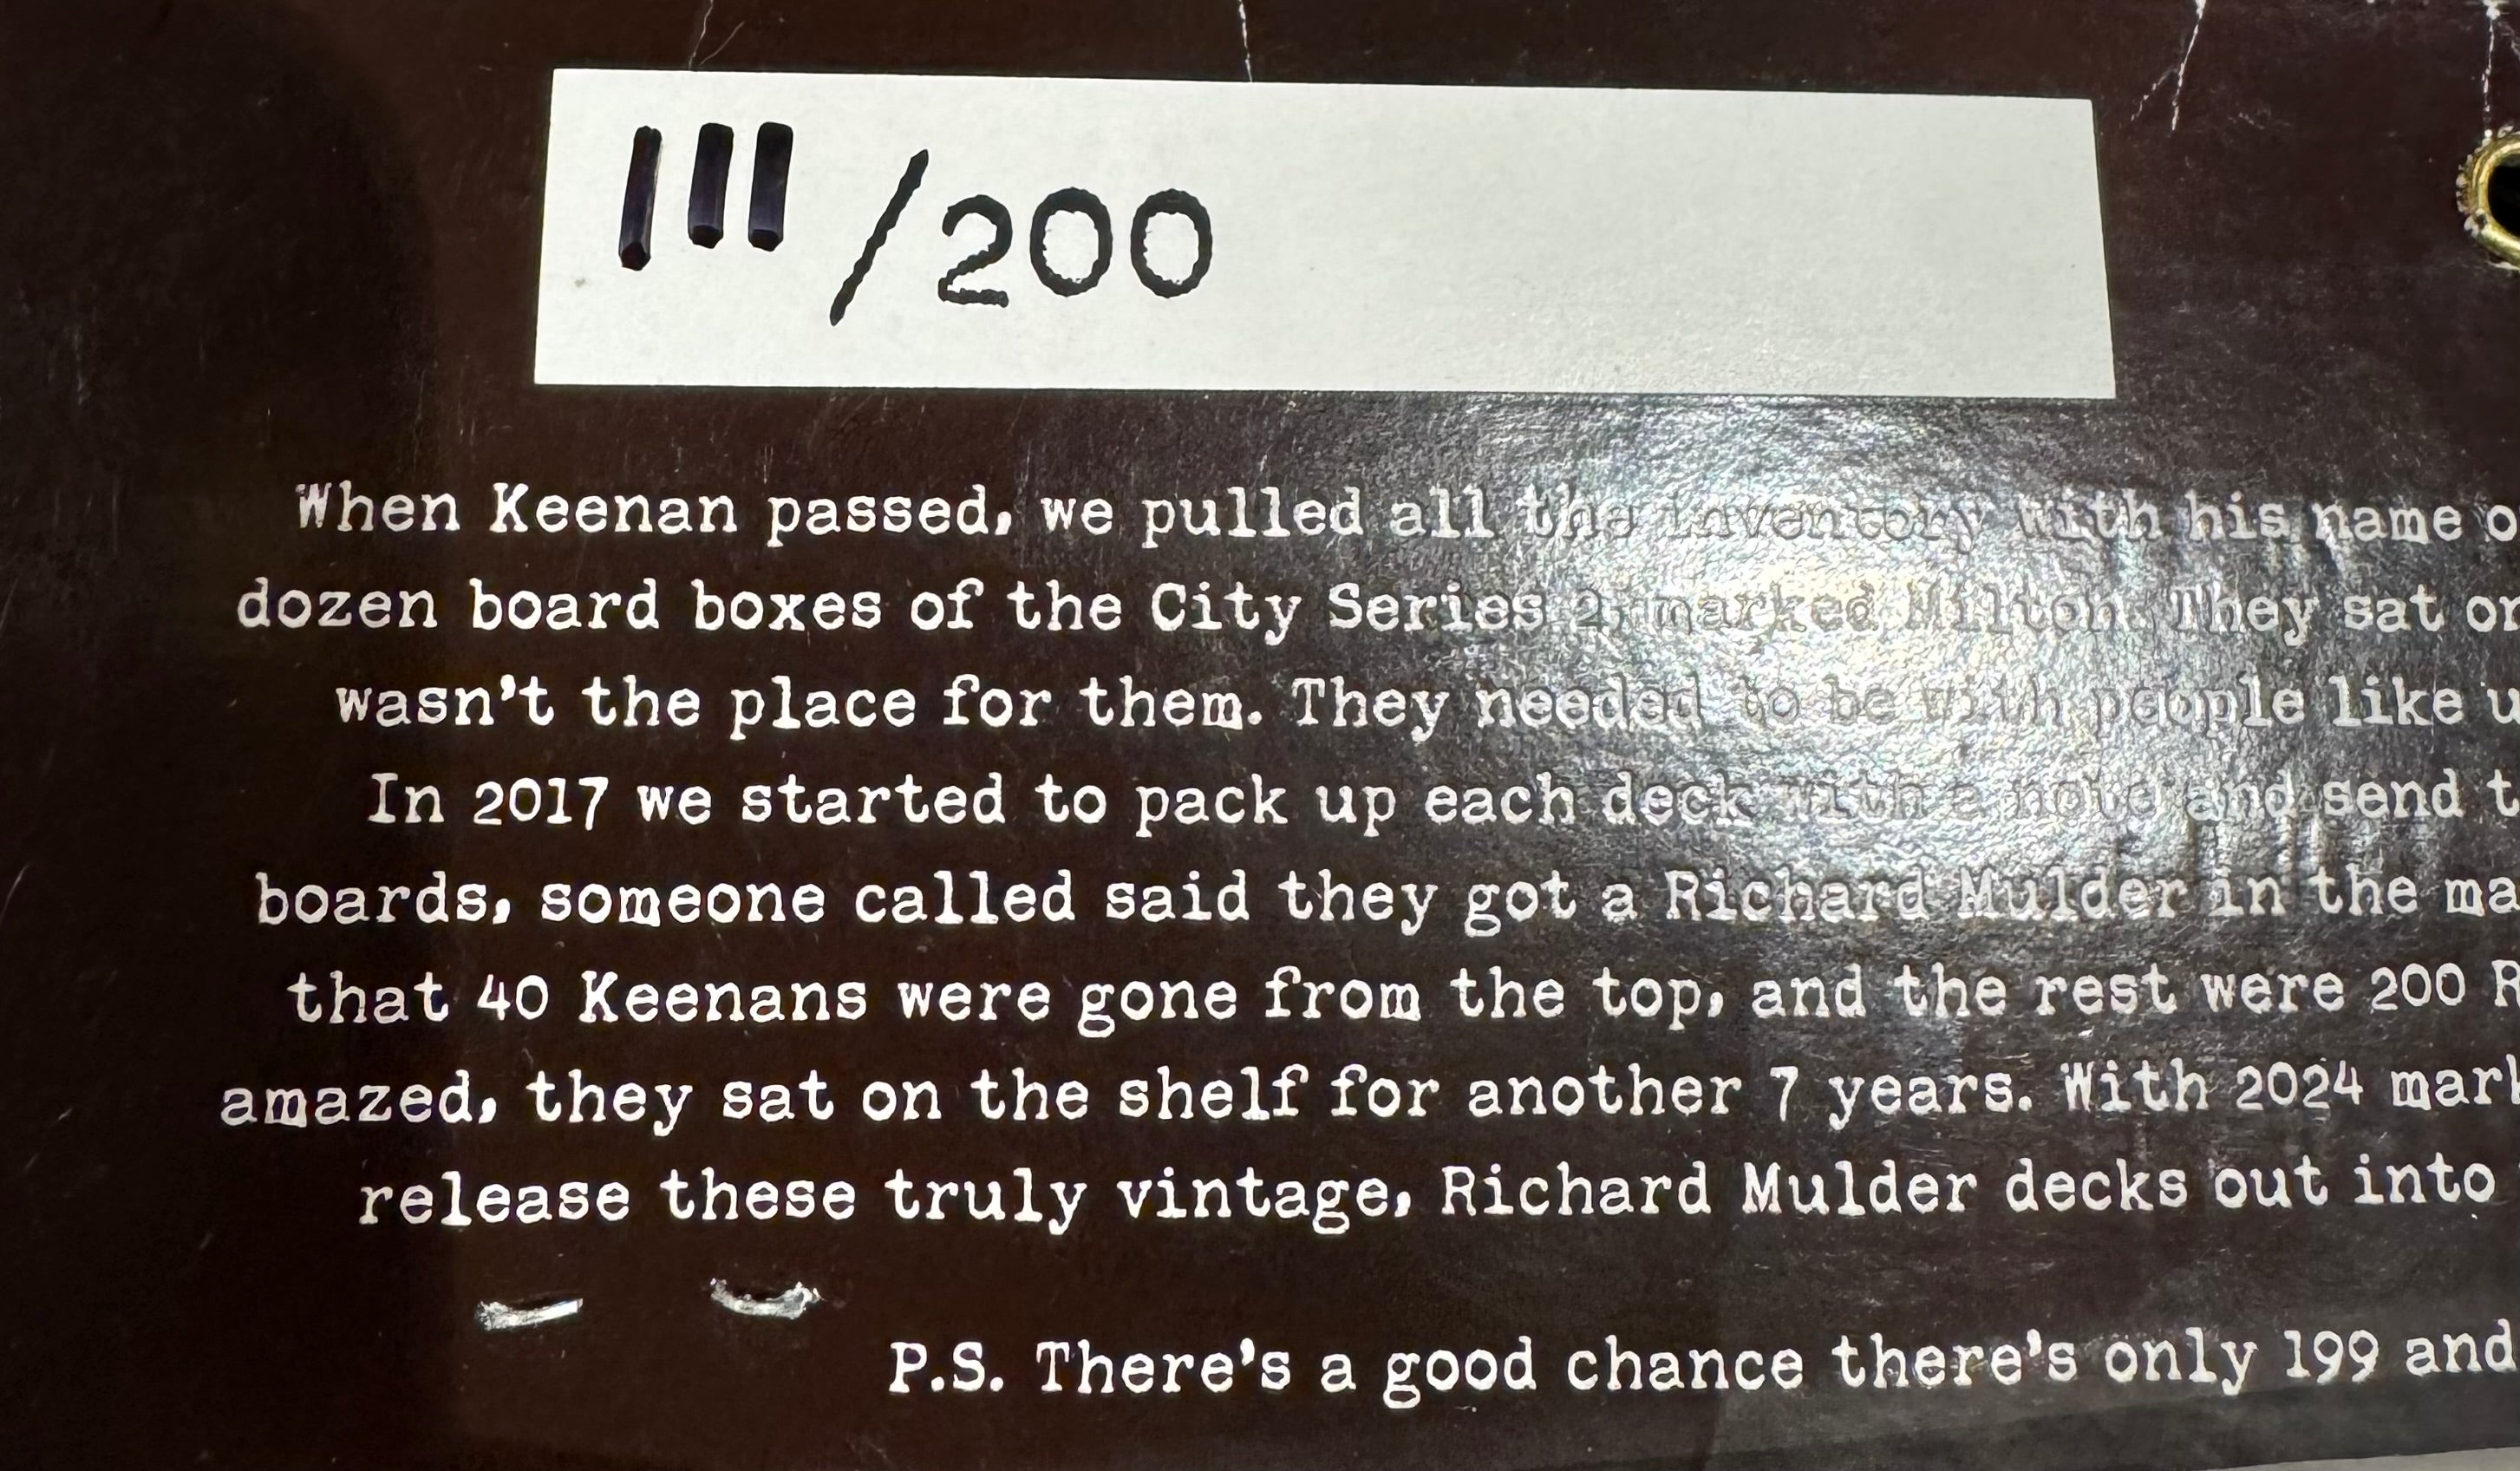 111/200
When Keenan passed, we pulled all the inventory with his name o
dozen board boxes of the City Series 2, marked Milton. They sat on
wasn't the place for them. They needed to be with people like u
In 2017 we started to pack up each deck with a note and send t
boards, someone called said they got a Richard Mulder in the ma
that 40 Keenans were gone from the top, and the rest were 200 R
amazed, they sat on the shelf for another 7 years. With 2024 mark
release these truly vintage, Richard Mulder decks out into
P.S. There's a good chance there's only 199 and